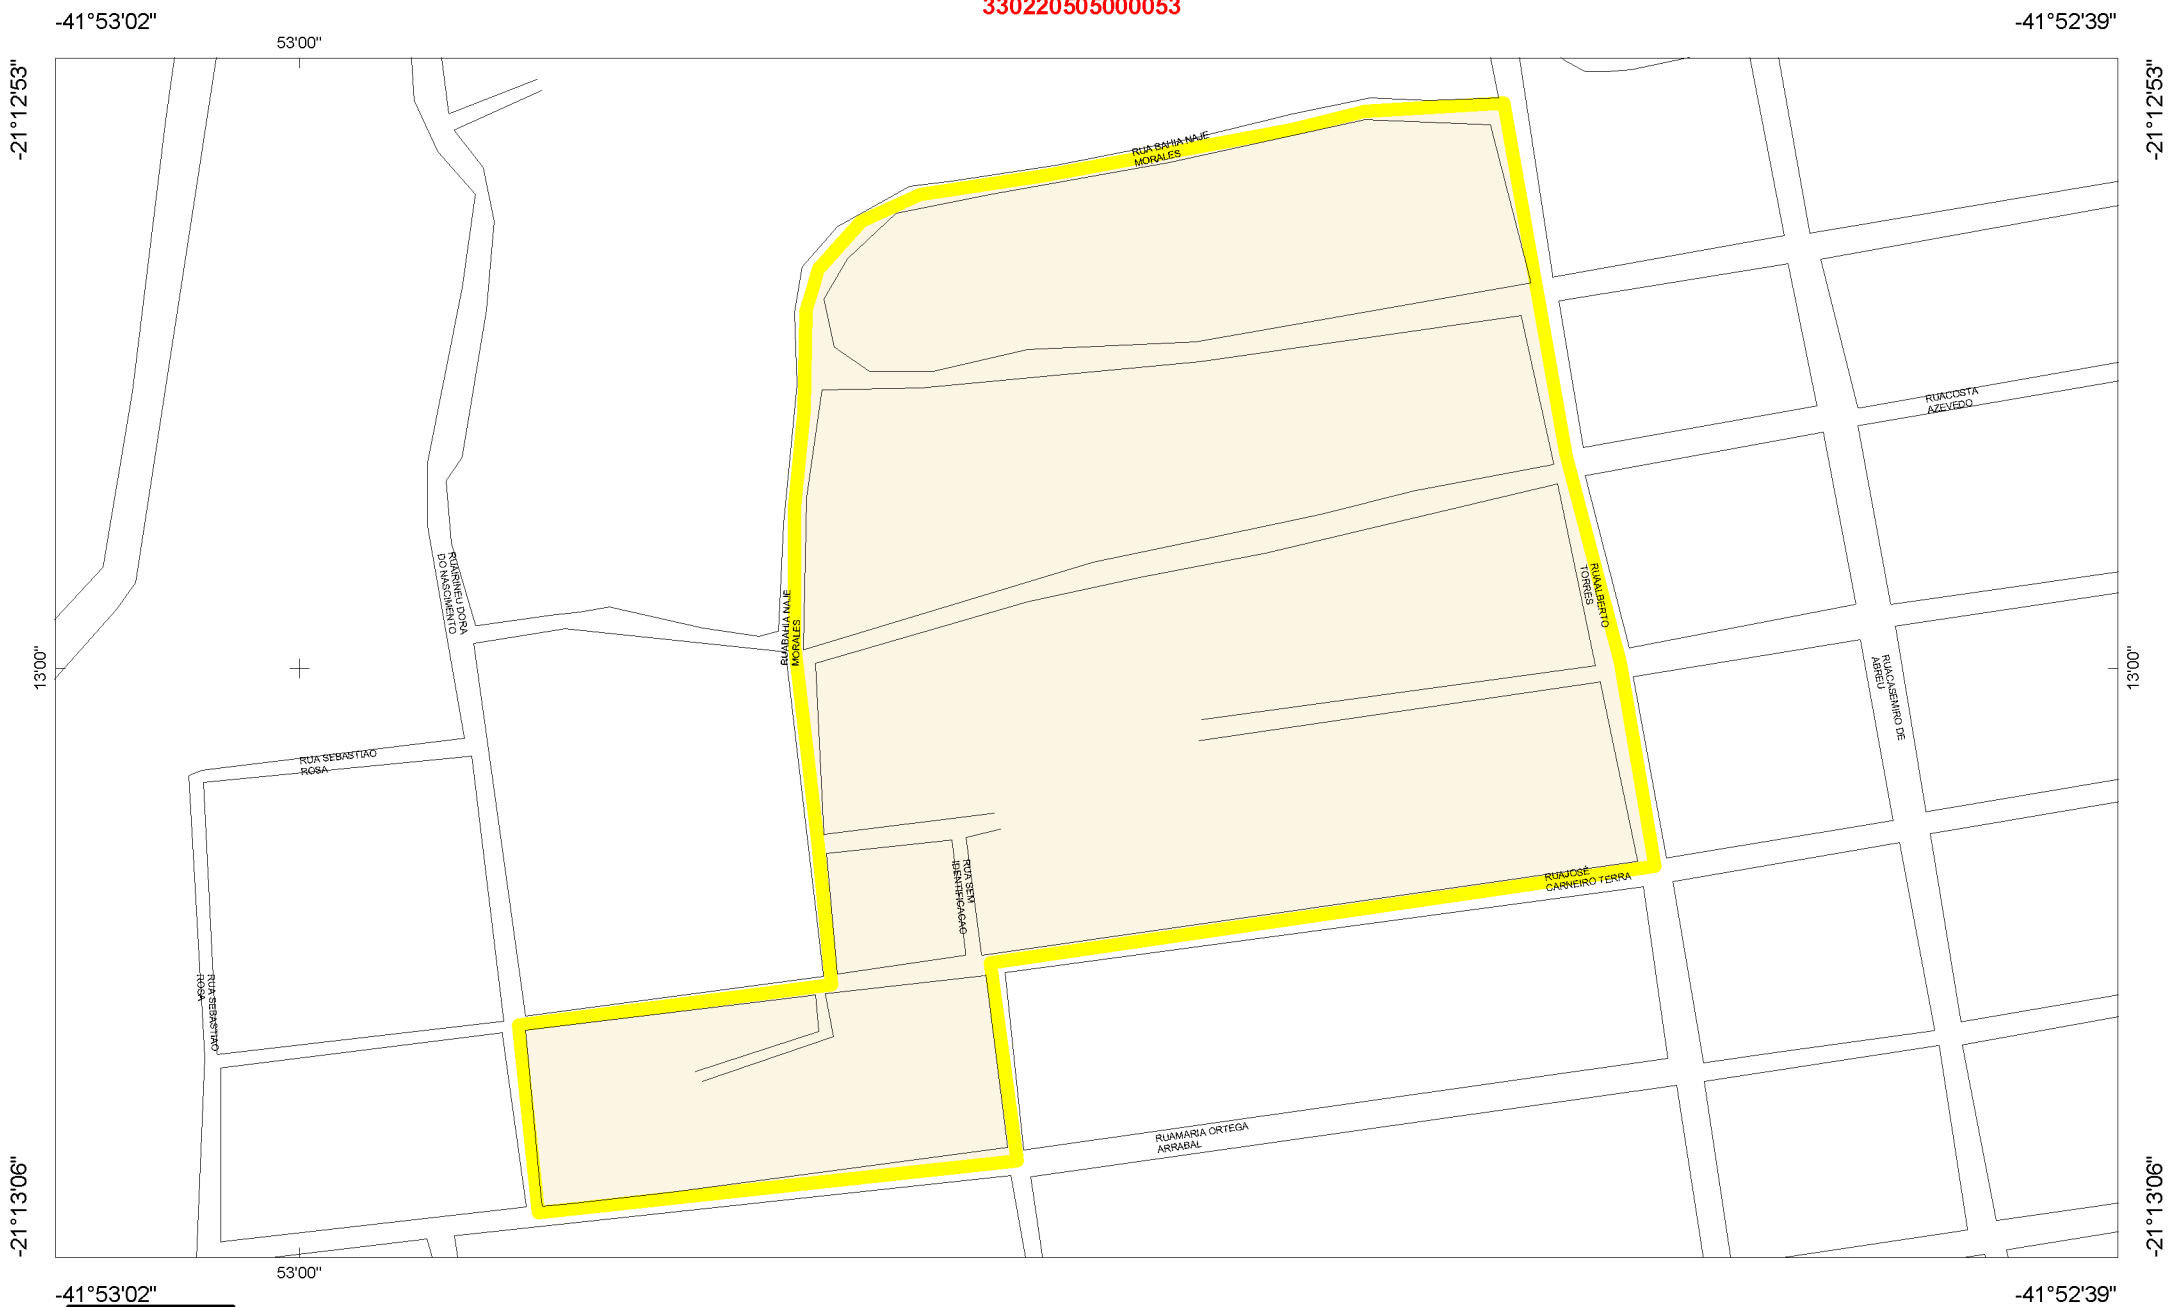 330220505000053
-41°53'02"
-41°52'39"
53'00"
-21°12'53"
-21°12'53"
RUA BAHIA NAJE
MORALES
RUACOSTA
AZEVEDO
RUAIRINEU DORA
DO NASCIMENTO
RUABAHIA NAJE
MORALES
RUAALBERTO
TORRES
13'00"
13'00"
RUACASEMIRO DE
ABREU
RUA SEBASTIAO
ROSA
RUA SEM
IDENTIFICACAO
RUAJOSÉ
CARNEIRO TERRA
RUA SEBASTIAO
ROSA
RUAMARIA ORTEGA
ARRABAL
-21°13'06"
-21°13'06"
53'00"
-41°53'02"
-41°52'39"